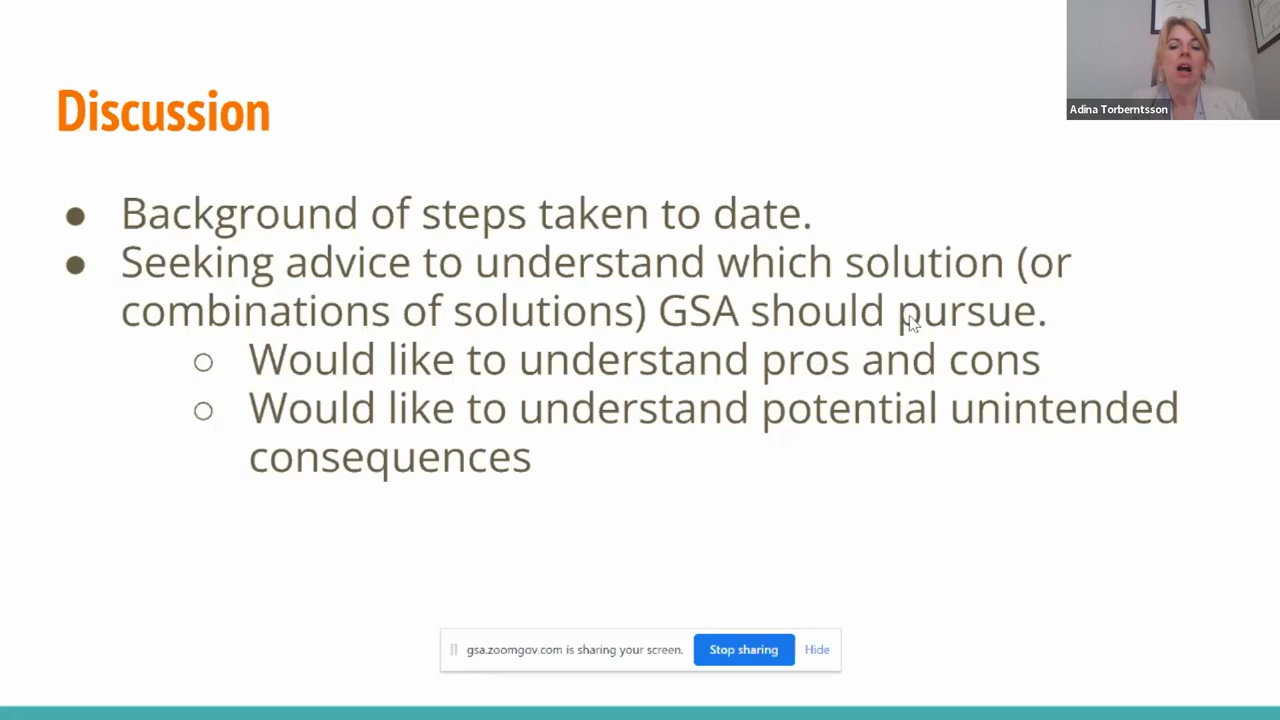 Discussion
Adina Torberntsson
● Background of steps taken to date.
● Seeking advice to understand which solution (or
combinations of solutions) GSA should pursue.
○ Would like to understand pros and cons
○ Would like to understand potential unintended
consequences
gsa.zoomgov.com is sharing your screen. Stop sharing Hide